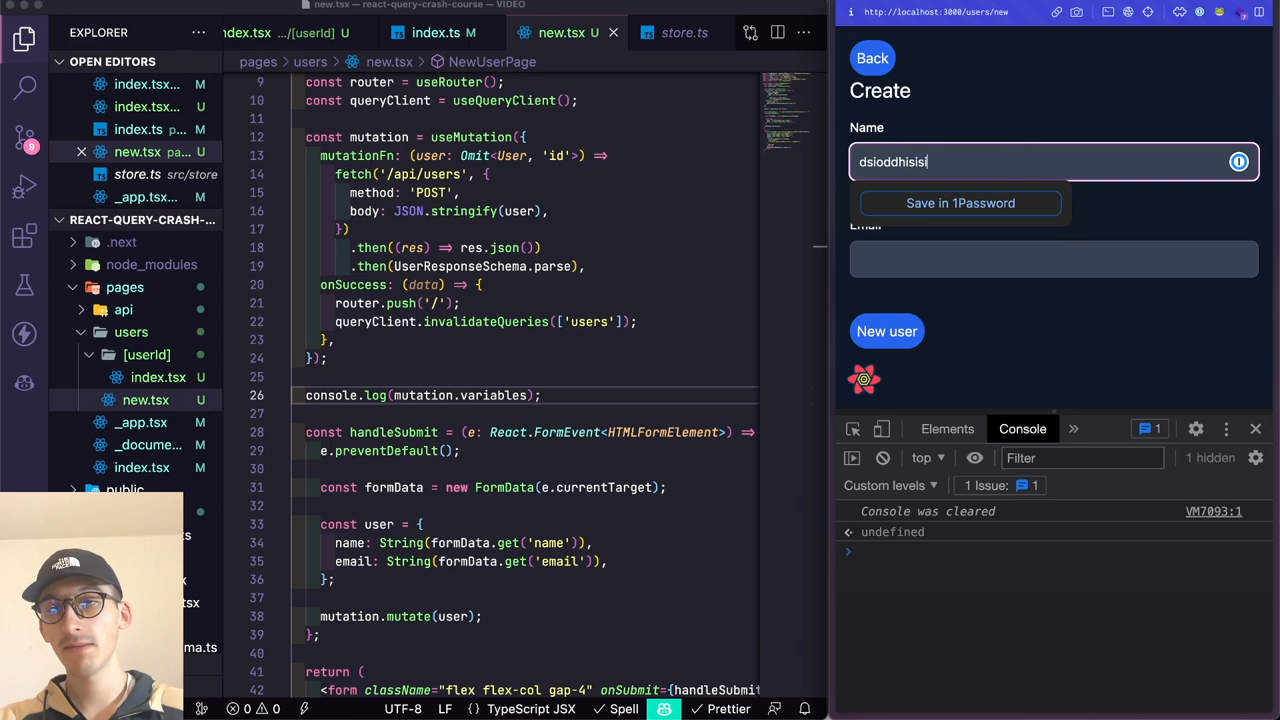 new.tsx — react-query-crash-course — VIDEO
EXPLORER
OPEN EDITORS
index.tsx... M
index.tsx... U
index.ts p... M
new.tsx pa... U
store.ts src/store
_app.tsx... M
REACT-QUERY-CRASH-...
.next
node_modules
pages
api
users
[userId]
index.tsx U
new.tsx U
_app.tsx M
_docume... M
index.tsx M
public
9
ndex.tsx .../[userId] U
index.ts M
new.tsx U
store.ts
pages > users > new.tsx > NewUserPage
9 const router = useRouter();
10 const queryClient = useQueryClient();
11
12 const mutation = useMutation({
13 mutationFn: (user: Omit<User, 'id'>) =>
14 fetch('/api/users', {
15 method: 'POST',
16 body: JSON.stringify(user),
17 })
18 .then((res) => res.json())
19 .then(UserResponseSchema.parse),
20 onSuccess: (data) => {
21 router.push('/');
22 queryClient.invalidateQueries(['users']);
23 },
24 });
25
26 console.log(mutation.variables);
27
28 const handleSubmit = (e: React.FormEvent<HTMLFormElement>) =>
29 e.preventDefault();
30
31 const formData = new FormData(e.currentTarget);
32
33 const user = {
34 name: String(formData.get('name')),
35 email: String(formData.get('email')),
36 };
37
38 mutation.mutate(user);
39 };
40
41 return (
42 <form className="flex flex-col gap-4" onSubmit={handleSubmit
0 0
UTF-8 LF {} TypeScript JSX Spell Prettier
http://localhost:3000/users/new
Back
Create
Name
dsioddhisisi
Save in 1Password
Email
New user
Elements Console » 1
top Filter 1 hidden
Custom levels 1 Issue: 1
Console was cleared VM7093:1
undefined